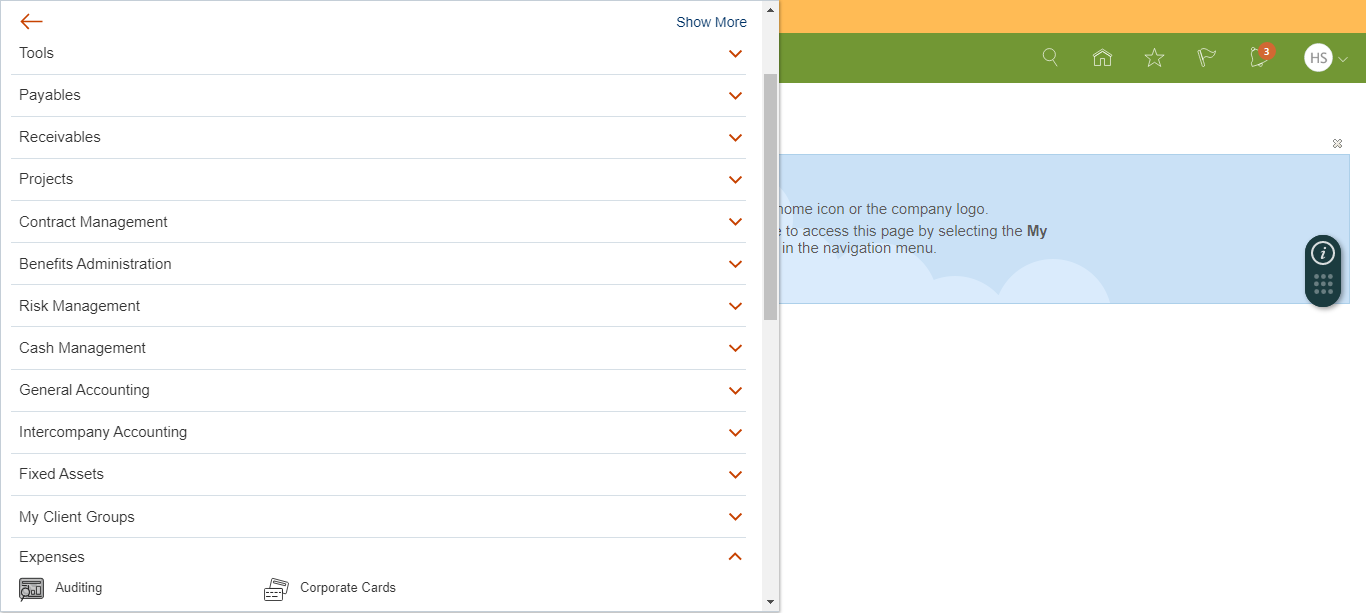 Show More
Tools
Payables
Receivables
Projects
Contract Management
Benefits Administration
Risk Management
Cash Management
General Accounting
Intercompany Accounting
Fixed Assets
My Client Groups
Expenses
Auditing
Corporate Cards
3
HS
home icon or the company logo.
to access this page by selecting the My
in the navigation menu.
i